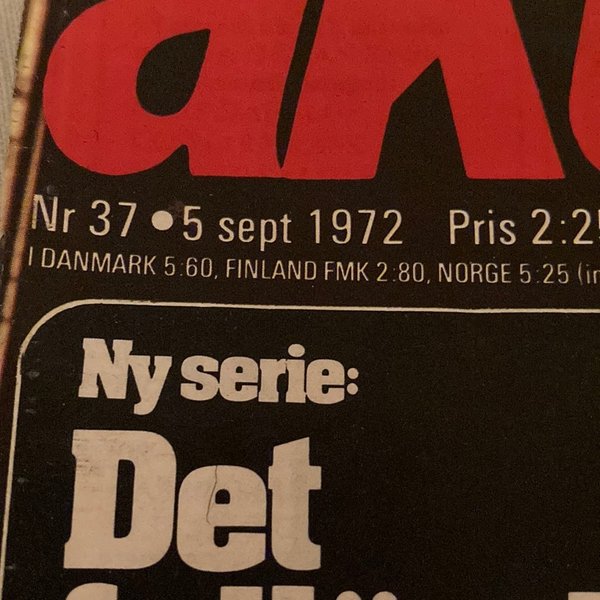 Nr 37 • 5 sept 1972 Pris 2:25
I DANMARK 5:60, FINLAND FMK 2:80, NORGE 5:25 (in
Ny serie:
Det